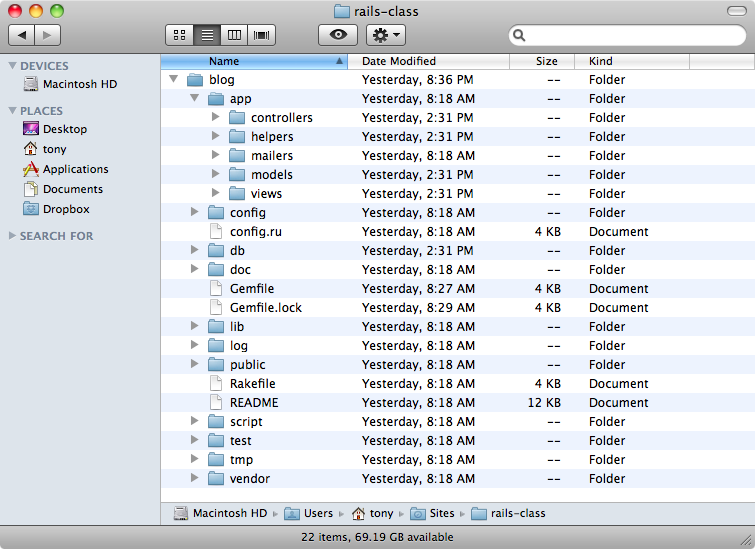 rails-class
Name Date Modified Size Kind
DEVICES
Macintosh HD
PLACES
Desktop
tony
Applications
Documents
Dropbox
SEARCH FOR
blog Yesterday, 8:36 PM -- Folder
app Yesterday, 8:18 AM -- Folder
controllers Yesterday, 2:31 PM -- Folder
helpers Yesterday, 2:31 PM -- Folder
mailers Yesterday, 8:18 AM -- Folder
models Yesterday, 2:31 PM -- Folder
views Yesterday, 2:31 PM -- Folder
config Yesterday, 8:18 AM -- Folder
config.ru Yesterday, 8:18 AM 4 KB Document
db Yesterday, 2:31 PM -- Folder
doc Yesterday, 8:18 AM -- Folder
Gemfile Yesterday, 8:27 AM 4 KB Document
Gemfile.lock Yesterday, 8:29 AM 4 KB Document
lib Yesterday, 8:18 AM -- Folder
log Yesterday, 8:18 AM -- Folder
public Yesterday, 8:18 AM -- Folder
Rakefile Yesterday, 8:18 AM 4 KB Document
README Yesterday, 8:18 AM 12 KB Document
script Yesterday, 8:18 AM -- Folder
test Yesterday, 8:18 AM -- Folder
tmp Yesterday, 8:18 AM -- Folder
vendor Yesterday, 8:18 AM -- Folder
Macintosh HD Users tony Sites rails-class
22 items, 69.19 GB available